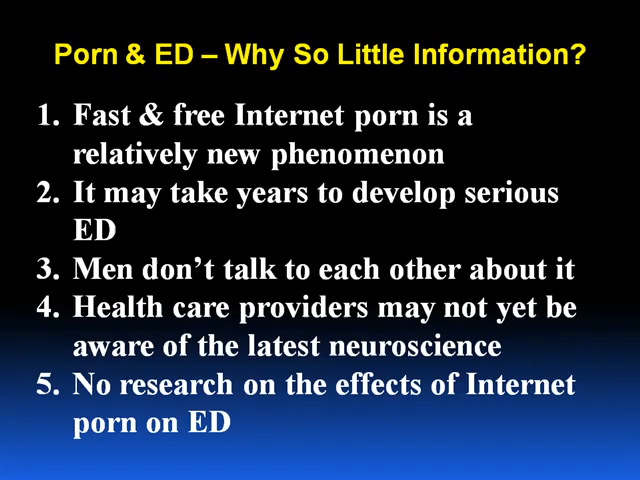 Porn & ED – Why So Little Information?
1. Fast & free Internet porn is a
relatively new phenomenon
2. It may take years to develop serious
ED
3. Men don’t talk to each other about it
4. Health care providers may not yet be
aware of the latest neuroscience
5. No research on the effects of Internet
porn on ED